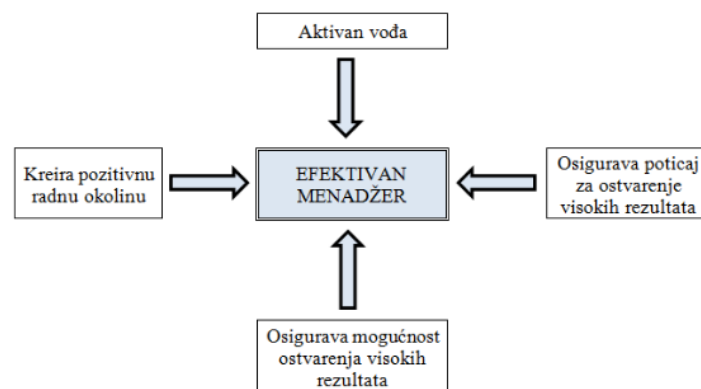 Aktivan vođa
Kreira pozitivnu
radnu okolinu
EFEKTIVAN
MENADŽER
Osigurava poticaj
za ostvarenje
visokih rezultata
Osigurava mogućnost
ostvarenja visokih
rezultata